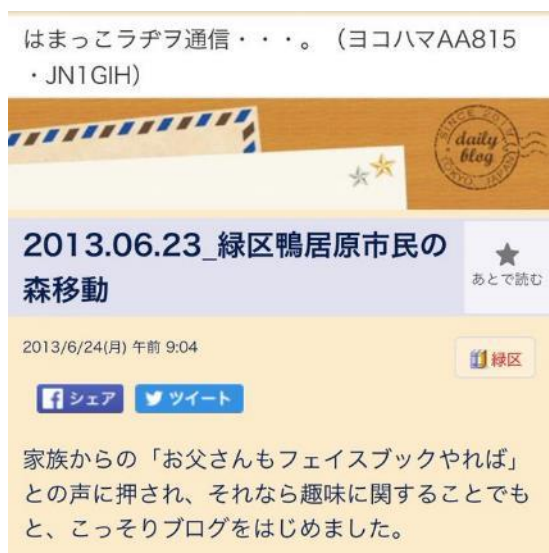 はまっこラヂヲ通信・・・。（ヨコハマAA815
・JN1GIH）
daily
blog
2013.06.23_緑区鴨居原市民の
森移動
あとで読む
2013/6/24(月) 午前 9:04
緑区
シェア
ツイート
家族からの「お父さんもフェイスブックやれば」
との声に押され、それなら趣味に関することでも
と、こっそりブログをはじめました。